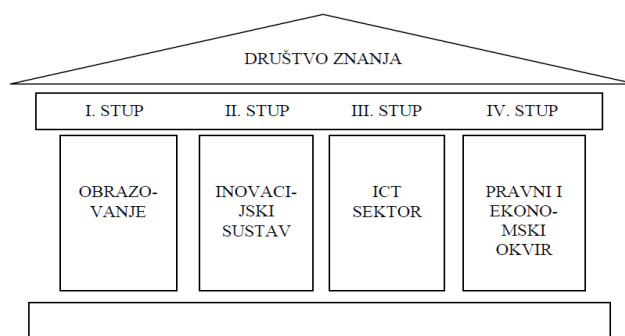 DRUŠTVO ZNANJA
I. STUP
II. STUP
III. STUP
IV. STUP
OBRAZO-
VANJE
INOVACI-
JSKI
SUSTAV
ICT
SEKTOR
PRAVNI I
EKONO-
MSKI
OKVIR